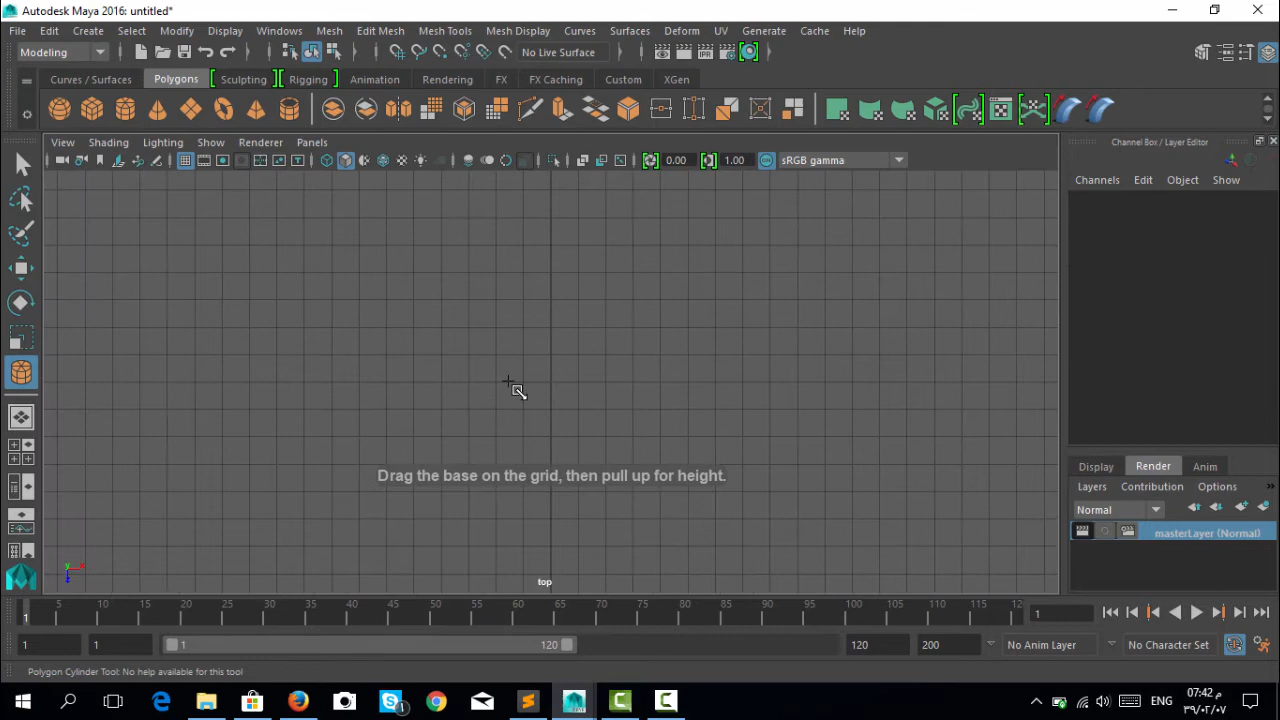 Autodesk Maya 2016: untitled*
File Edit Create Select Modify Display Windows Mesh Edit Mesh Mesh Tools Mesh Display Curves Surfaces Deform UV Generate Cache Help
Modeling No Live Surface
Curves / Surfaces Polygons Sculpting Rigging Animation Rendering FX FX Caching Custom XGen
View Shading Lighting Show Renderer Panels
0.00 1.00 sRGB gamma
Channel Box / Layer Editor
Channels Edit Object Show
Drag the base on the grid, then pull up for height.
top
y x z
Display Render Anim
Layers Contribution Options
Normal
masterLayer (Normal)
1 5 10 15 20 25 30 35 40 45 50 55 60 65 70 75 80 85 90 95 100 105 110 115 12
1
1 1 1 120 120 200 No Anim Layer No Character Set
Polygon Cylinder Tool: No help available for this tool
ENG 07:42 م
٣٩/٠٢/٠٧